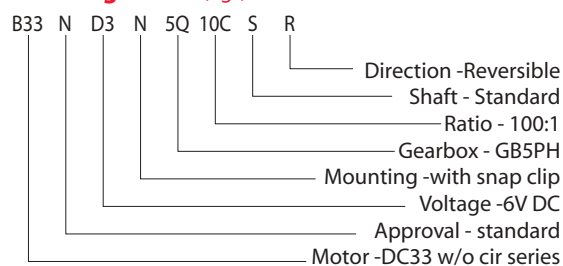 B33 N D3 N 5Q 10C S R
Direction -Reversible
Shaft - Standard
Ratio - 100:1
Gearbox - GB5PH
Mounting -with snap clip
Voltage -6V DC
Approval - standard
Motor -DC33 w/o cir series